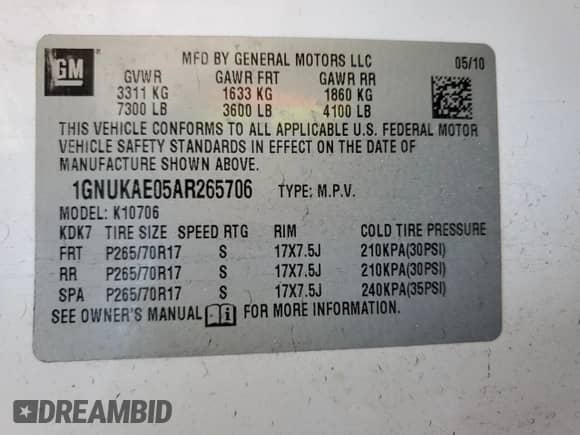 GM
MFD BY GENERAL MOTORS LLC 05/10
GVWR GAWR FRT GAWR RR
3311 KG 1633 KG 1860 KG
7300 LB 3600 LB 4100 LB
THIS VEHICLE CONFORMS TO ALL APPLICABLE U.S. FEDERAL MOTOR
VEHICLE SAFETY STANDARDS IN EFFECT ON THE DATE OF
MANUFACTURE SHOWN ABOVE.
1GNUKAE05AR265706 TYPE: M.P.V.
MODEL: K10706
KDK7 TIRE SIZE SPEED RTG RIM COLD TIRE PRESSURE
FRT P265/70R17 S 17X7.5J 210KPA(30PSI)
RR P265/70R17 S 17X7.5J 210KPA(30PSI)
SPA P265/70R17 S 17X7.5J 240KPA(35PSI)
SEE OWNER'S MANUAL i FOR MORE INFORMATION.
DREAMBID